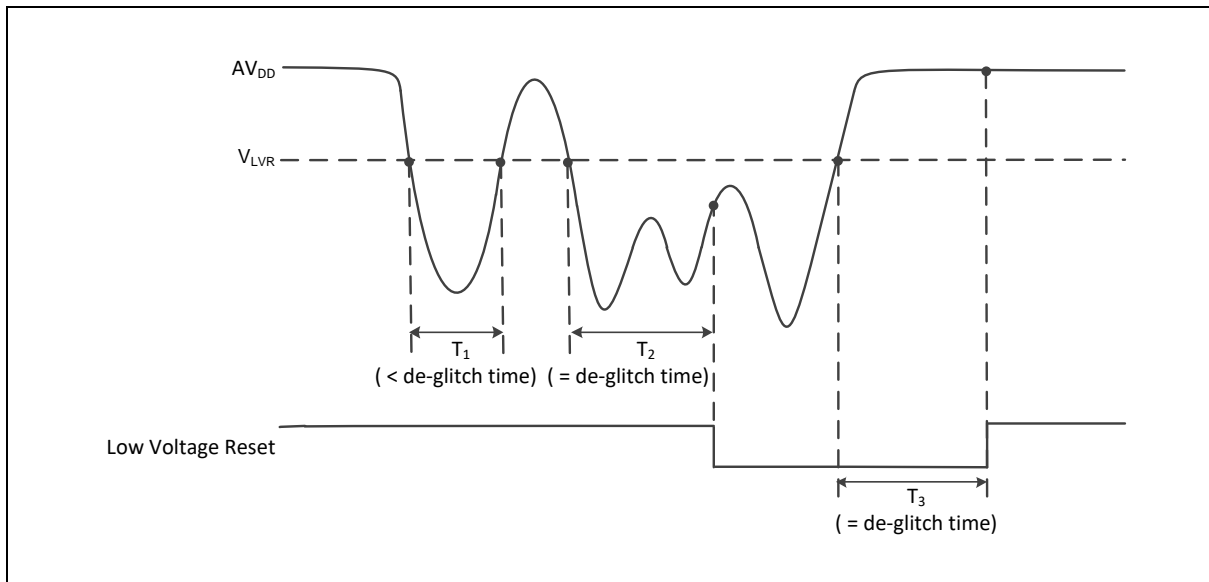 AVDD
VLVR
T1
( < de-glitch time)
T2
( = de-glitch time)
Low Voltage Reset
T3
( = de-glitch time)